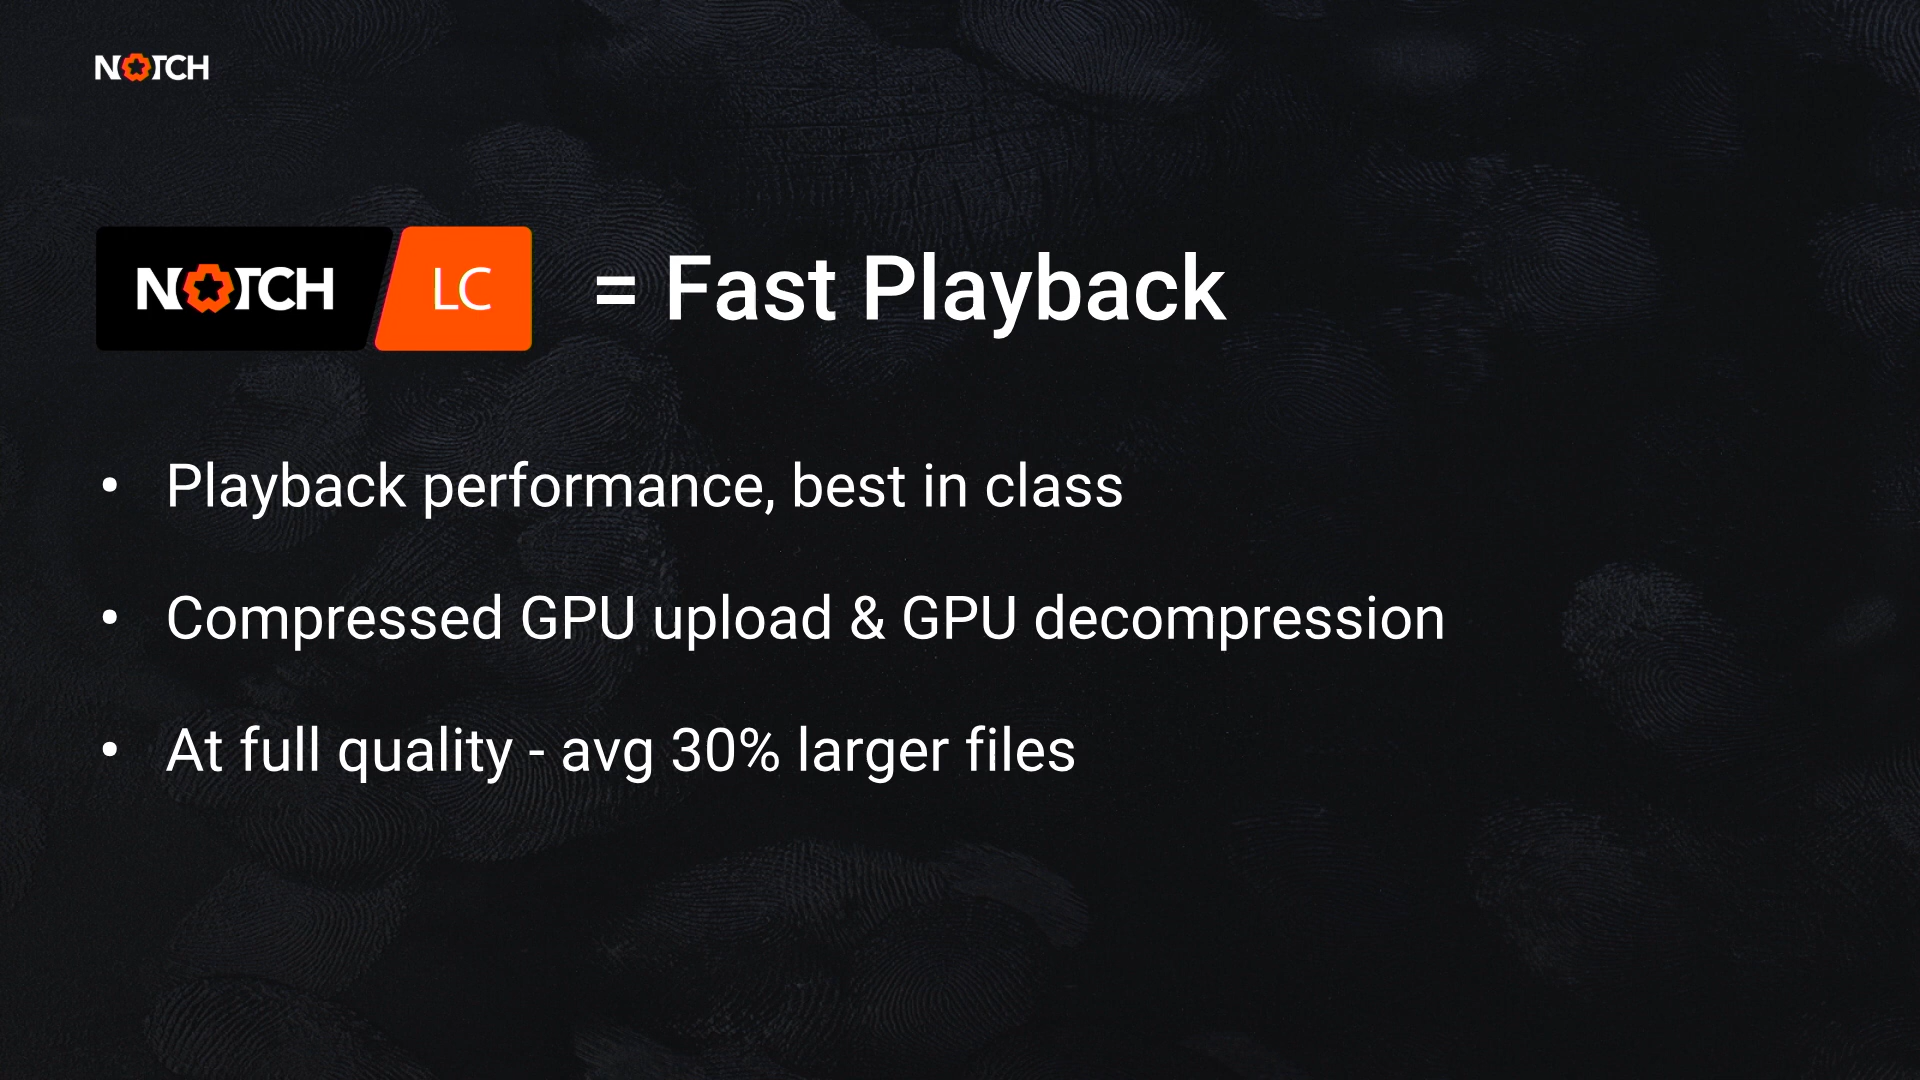 NOTCH
NOTCH LC = Fast Playback
• Playback performance, best in class
• Compressed GPU upload & GPU decompression
• At full quality - avg 30% larger files